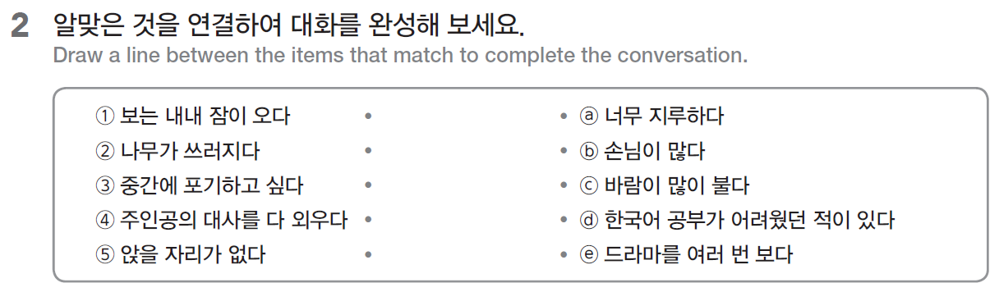 2 알맞은 것을 연결하여 대화를 완성해 보세요.
Draw a line between the items that match to complete the conversation.
① 보는 내내 잠이 오다 • • ⓐ 너무 지루하다
② 나무가 쓰러지다 • • ⓑ 손님이 많다
③ 중간에 포기하고 싶다 • • ⓒ 바람이 많이 불다
④ 주인공의 대사를 다 외우다 • • ⓓ 한국어 공부가 어려웠던 적이 있다
⑤ 앉을 자리가 없다 • • ⓔ 드라마를 여러 번 보다